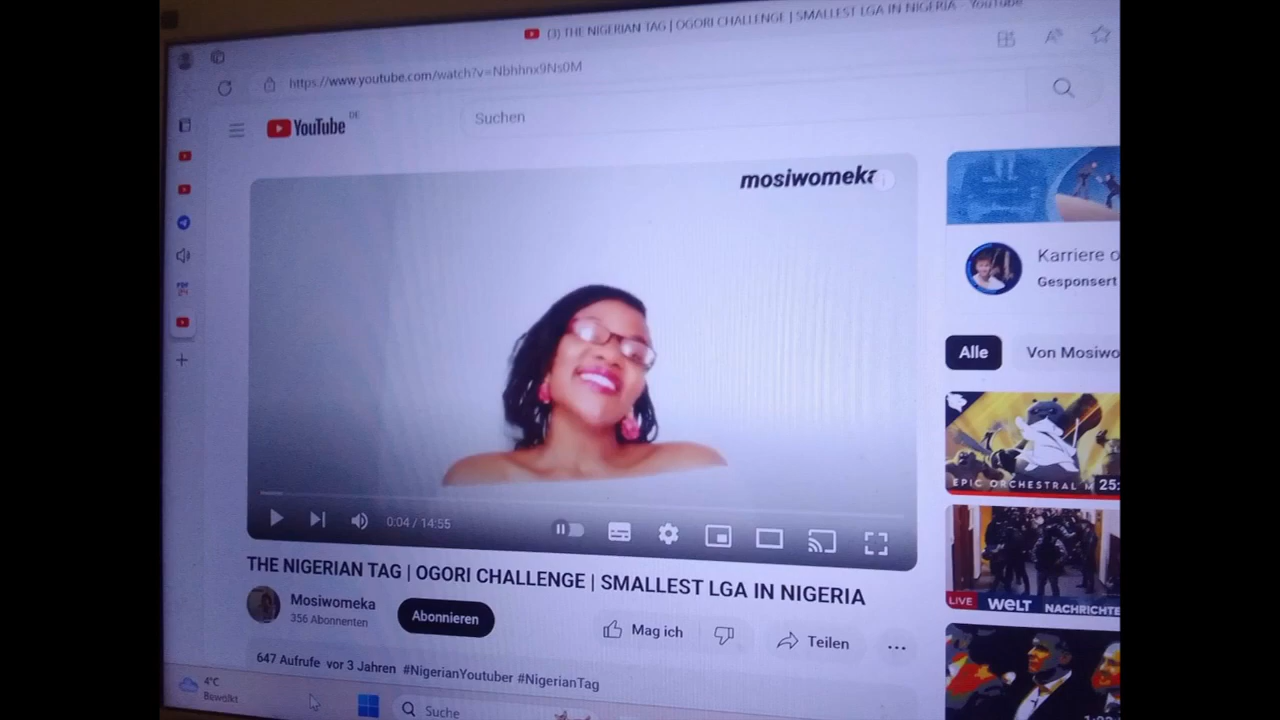 (3) THE NIGERIAN TAG | OGORI CHALLENGE | SMALLEST LGA IN NIGERIA - YouTube
https://www.youtube.com/watch?v=Nbhhnx9Ns0M
YouTube DE
Suchen
mosiwomeka
Karriere o
Gesponsert
Alle
Von Mosiwo
EPIC ORCHESTRAL M
25:
0:04 / 14:55
THE NIGERIAN TAG | OGORI CHALLENGE | SMALLEST LGA IN NIGERIA
Mosiwomeka
356 Abonnenten
Abonnieren
Mag ich
Teilen
LIVE WELT NACHRICHTE
647 Aufrufe vor 3 Jahren #NigerianYoutuber #NigerianTag
4°C
Bewölkt
Suche